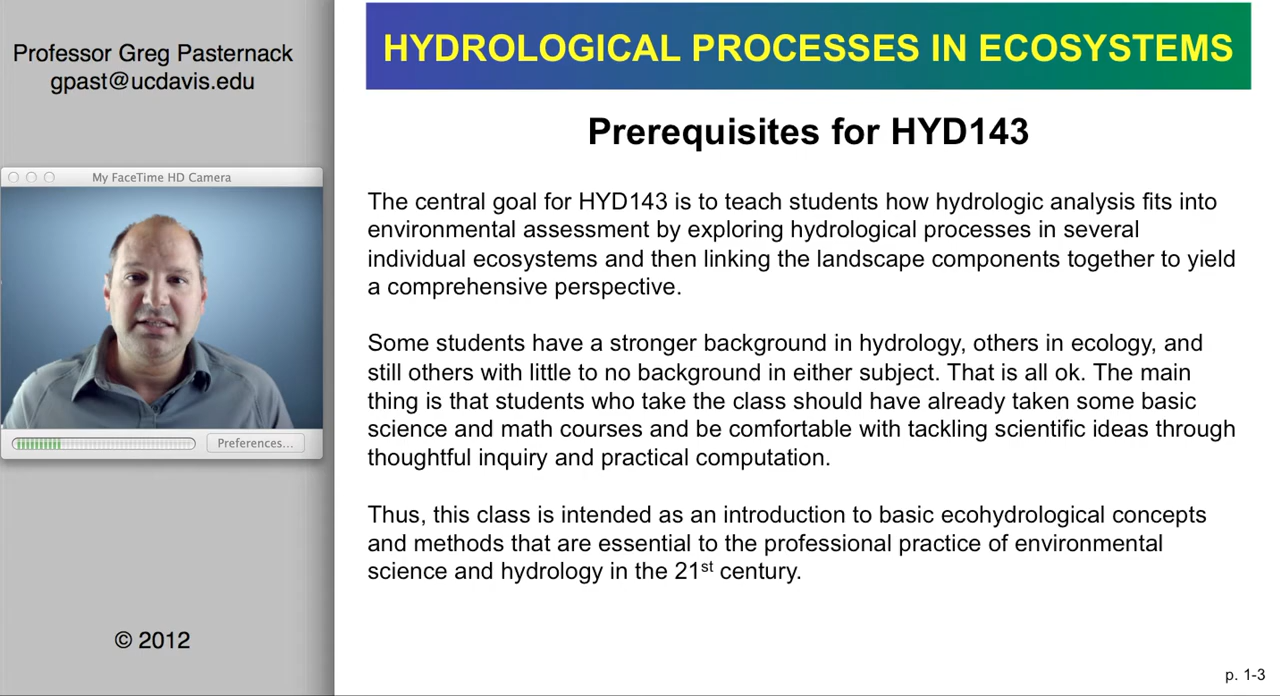 Professor Greg Pasternack
gpast@ucdavis.edu
My FaceTime HD Camera
Preferences...
© 2012
HYDROLOGICAL PROCESSES IN ECOSYSTEMS
Prerequisites for HYD143
The central goal for HYD143 is to teach students how hydrologic analysis fits into
environmental assessment by exploring hydrological processes in several
individual ecosystems and then linking the landscape components together to yield
a comprehensive perspective.
Some students have a stronger background in hydrology, others in ecology, and
still others with little to no background in either subject. That is all ok. The main
thing is that students who take the class should have already taken some basic
science and math courses and be comfortable with tackling scientific ideas through
thoughtful inquiry and practical computation.
Thus, this class is intended as an introduction to basic ecohydrological concepts
and methods that are essential to the professional practice of environmental
science and hydrology in the 21st century.
p. 1-3